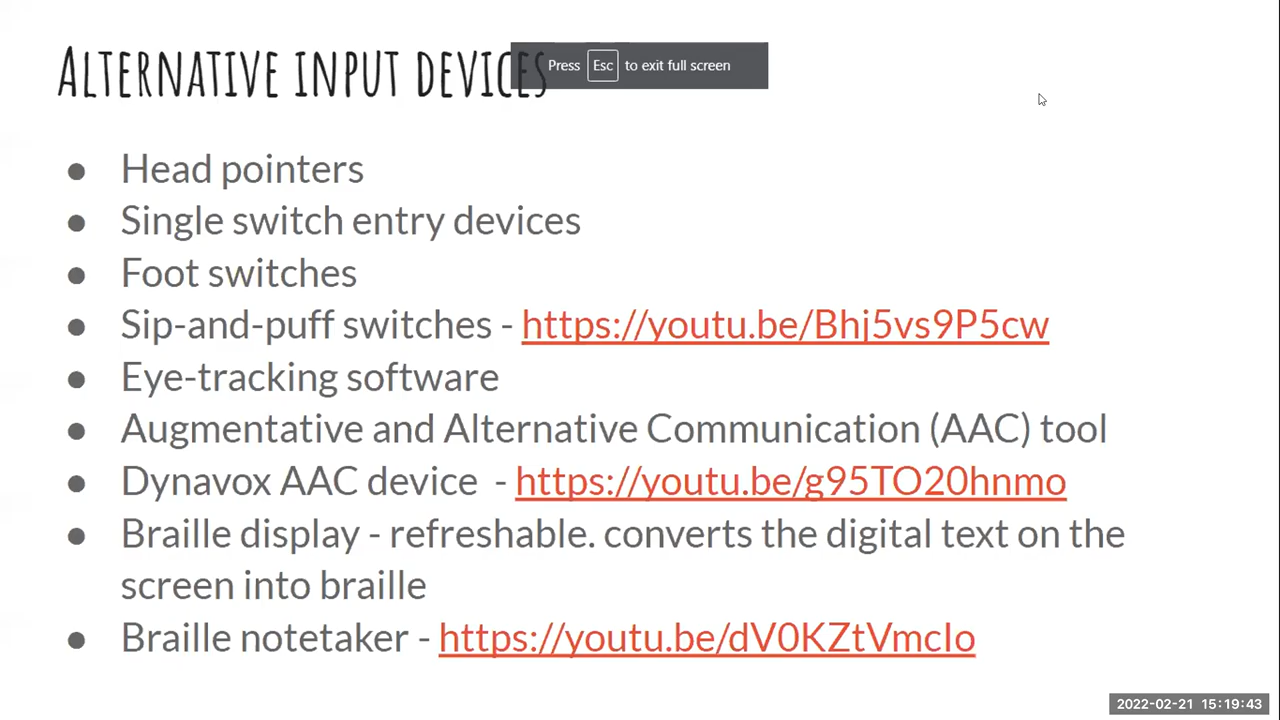 ALTERNATIVE INPUT DEVICES
Press Esc to exit full screen
● Head pointers
● Single switch entry devices
● Foot switches
● Sip-and-puff switches - https://youtu.be/Bhj5vs9P5cw
● Eye-tracking software
● Augmentative and Alternative Communication (AAC) tool
● Dynavox AAC device - https://youtu.be/g95TO20hnmo
● Braille display - refreshable. converts the digital text on the
screen into braille
● Braille notetaker - https://youtu.be/dV0KZtVmcIo
2022-02-21 15:19:43